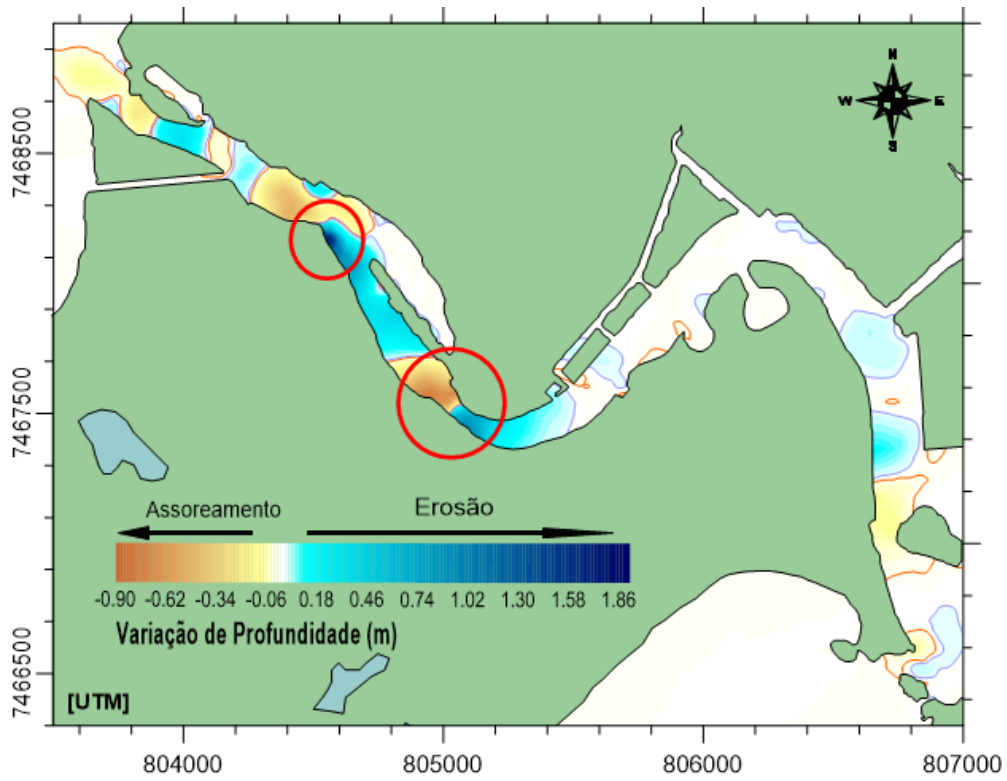 N
W E
S
7468500
7467500
7466500
Assoreamento Erosão
-0.90 -0.62 -0.34 -0.06 0.18 0.46 0.74 1.02 1.30 1.58 1.86
Variação de Profundidade (m)
[UTM]
804000 805000 806000 807000